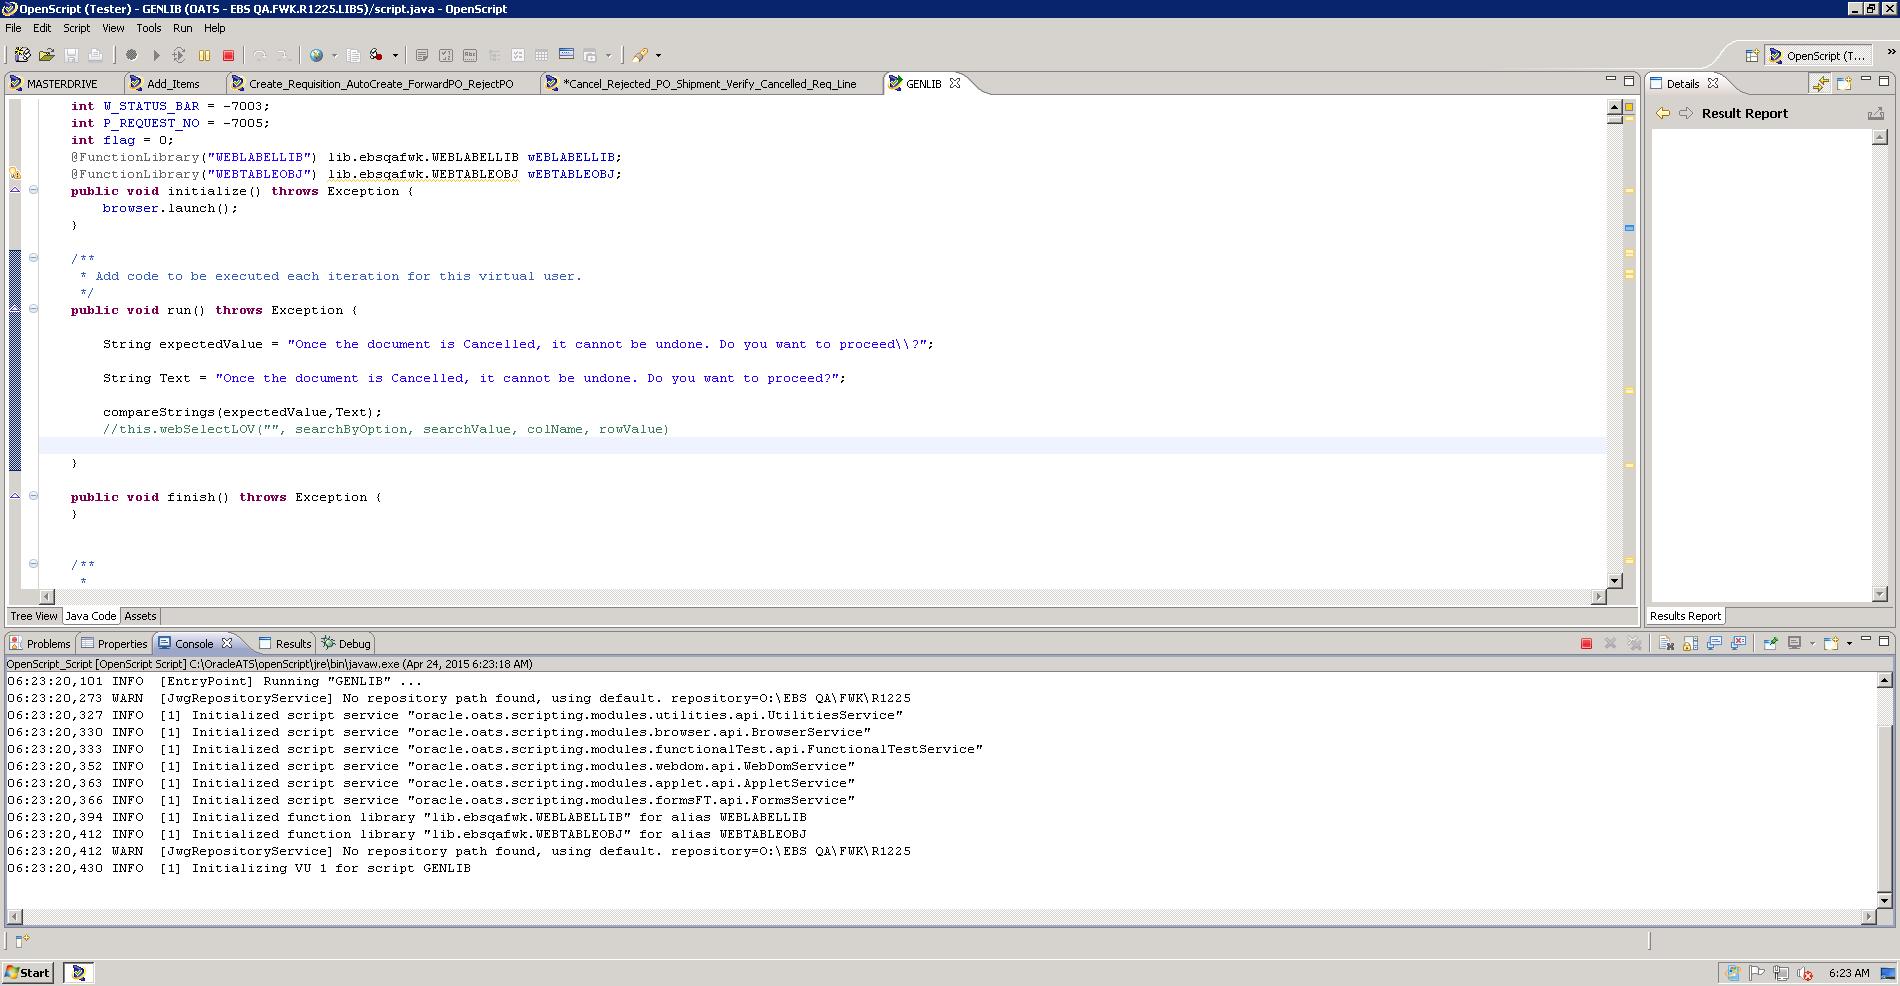 OpenScript (Tester) - GENLIB (OATS - EBS QA.FWK.R1225.LIBS)/script.java - OpenScript
File Edit Script View Tools Run Help
OpenScript (T...
MASTERDRIVE Add_Items Create_Requisition_AutoCreate_ForwardPO_RejectPO *Cancel_Rejected_PO_Shipment_Verify_Cancelled_Req_Line GENLIB Details
Result Report
int W_STATUS_BAR = -7003;
int P_REQUEST_NO = -7005;
int flag = 0;
@FunctionLibrary("WEBLABELLIB") lib.ebsqafwk.WEBLABELLIB wEBLABELLIB;
@FunctionLibrary("WEBTABLEOBJ") lib.ebsqafwk.WEBTABLEOBJ wEBTABLEOBJ;
public void initialize() throws Exception {
browser.launch();
}
/**
* Add code to be executed each iteration for this virtual user.
*/
public void run() throws Exception {
String expectedValue = "Once the document is Cancelled, it cannot be undone. Do you want to proceed\\?";
String Text = "Once the document is Cancelled, it cannot be undone. Do you want to proceed?";
compareStrings(expectedValue,Text);
//this.webSelectLOV("", searchByOption, searchValue, colName, rowValue)
}
public void finish() throws Exception {
}
/**
*
Tree View Java Code Assets
Results Report
Problems Properties Console Results Debug
OpenScript_Script [OpenScript Script] C:\OracleATS\openScript\jre\bin\javaw.exe (Apr 24, 2015 6:23:18 AM)
06:23:20,101 INFO [EntryPoint] Running "GENLIB" ...
06:23:20,273 WARN [JwgRepositoryService] No repository path found, using default. repository=O:\EBS QA\FWK\R1225
06:23:20,327 INFO [1] Initialized script service "oracle.oats.scripting.modules.utilities.api.UtilitiesService"
06:23:20,330 INFO [1] Initialized script service "oracle.oats.scripting.modules.browser.api.BrowserService"
06:23:20,333 INFO [1] Initialized script service "oracle.oats.scripting.modules.functionalTest.api.FunctionalTestService"
06:23:20,352 INFO [1] Initialized script service "oracle.oats.scripting.modules.webdom.api.WebDomService"
06:23:20,363 INFO [1] Initialized script service "oracle.oats.scripting.modules.applet.api.AppletService"
06:23:20,366 INFO [1] Initialized script service "oracle.oats.scripting.modules.formsFT.api.FormsService"
06:23:20,394 INFO [1] Initialized function library "lib.ebsqafwk.WEBLABELLIB" for alias WEBLABELLIB
06:23:20,412 INFO [1] Initialized function library "lib.ebsqafwk.WEBTABLEOBJ" for alias WEBTABLEOBJ
06:23:20,412 WARN [JwgRepositoryService] No repository path found, using default. repository=O:\EBS QA\FWK\R1225
06:23:20,430 INFO [1] Initializing VU 1 for script GENLIB
Start
6:23 AM